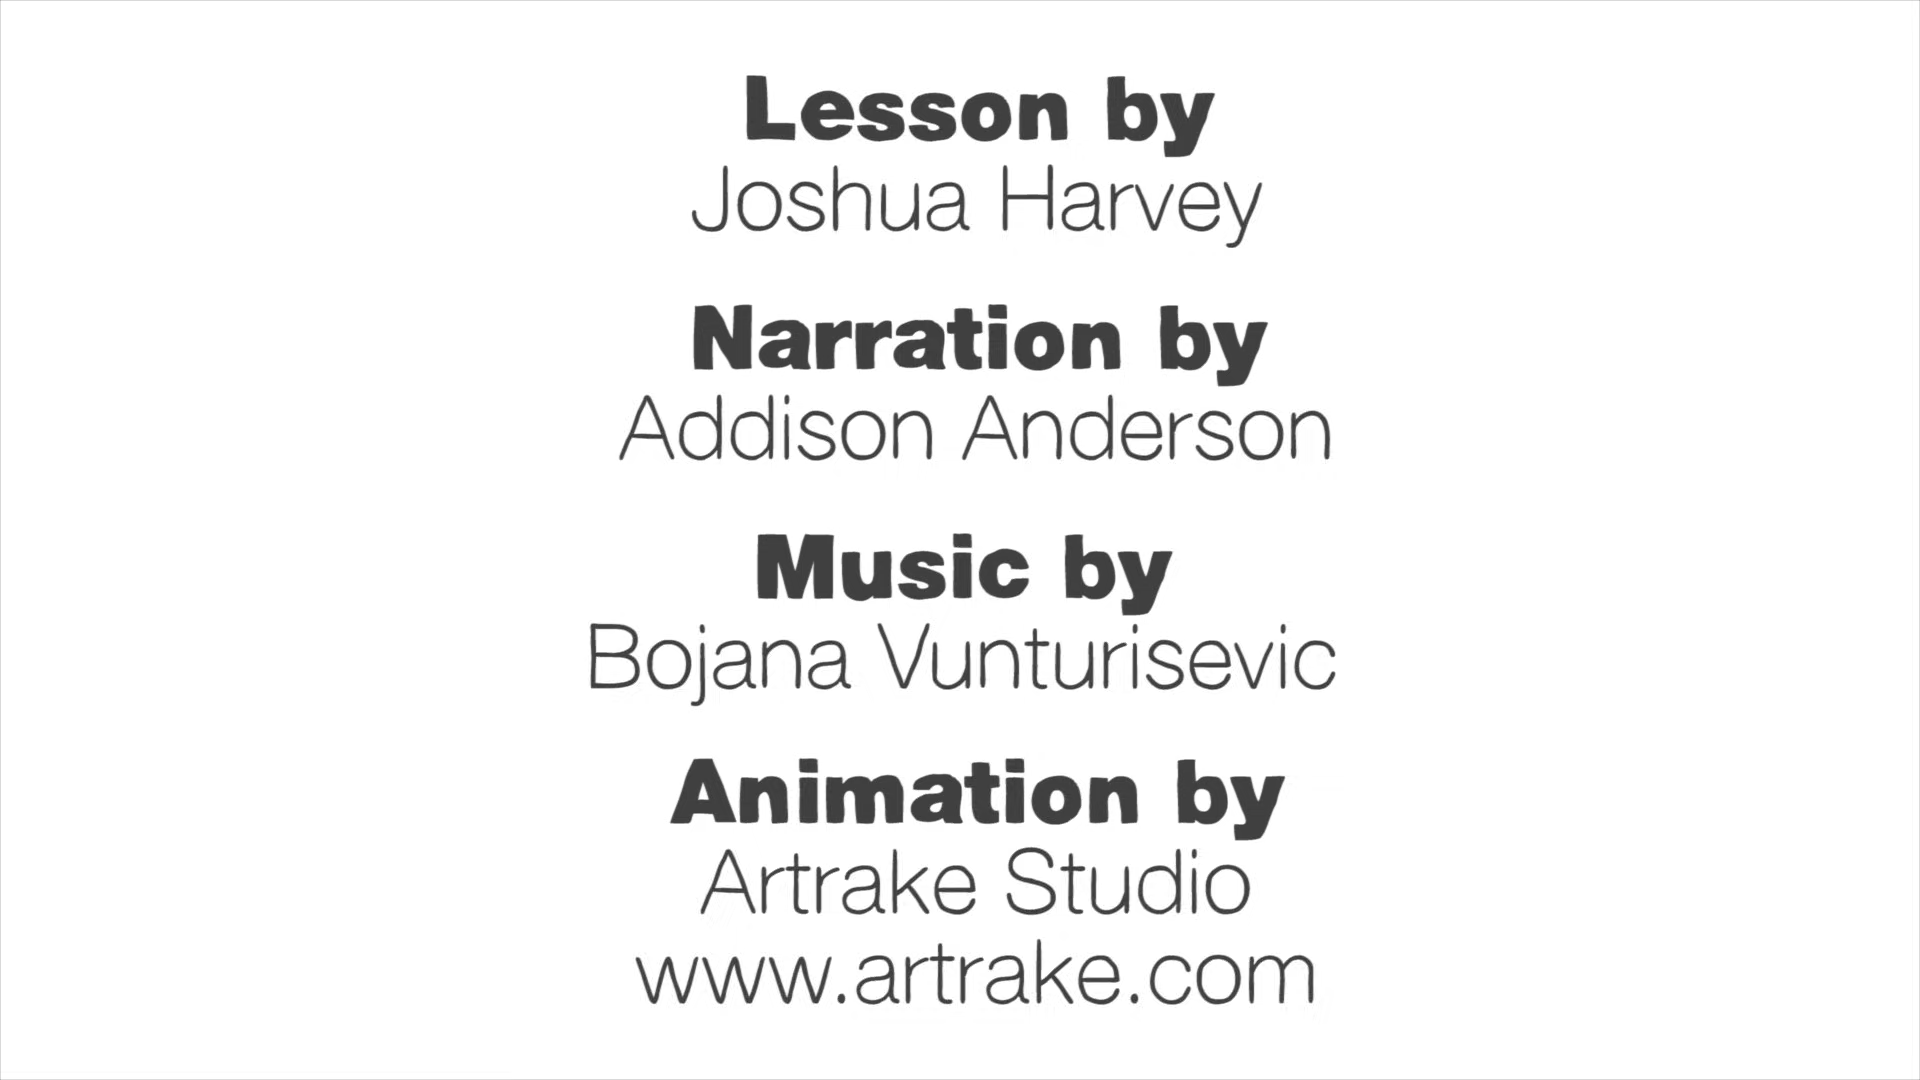 Lesson by
Joshua Harvey
Narration by
Addison Anderson
Music by
Bojana Vunturisevic
Animation by
Artrake Studio
www.artrake.com